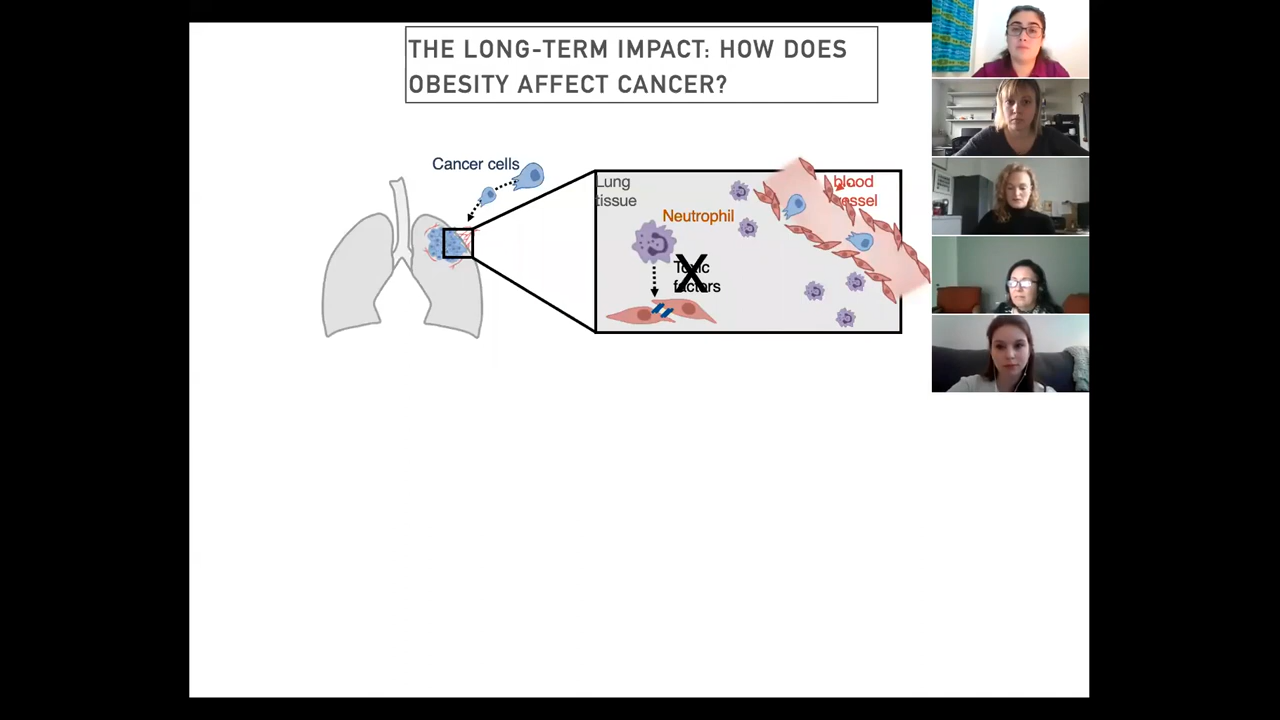 THE LONG-TERM IMPACT: HOW DOES
OBESITY AFFECT CANCER?
Cancer cells
Lung
tissue
Neutrophil
blood
vessel
Toxic
factors
X